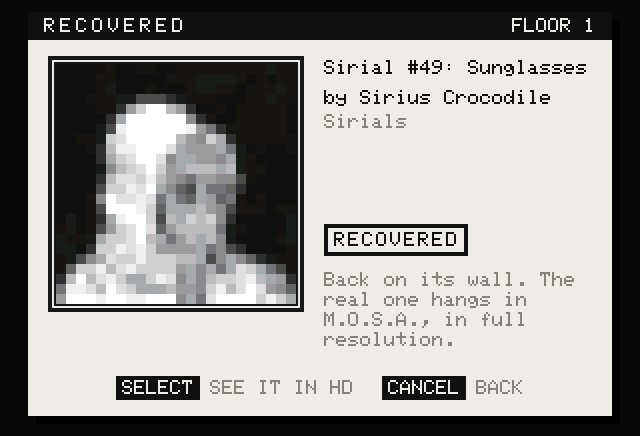 RECOVERED
FLOOR 1
Sirial #49: Sunglasses
by Sirius Crocodile
Sirials
RECOVERED
Back on its wall. The
real one hangs in
M.O.S.A., in full
resolution.
SELECT SEE IT IN HD CANCEL BACK